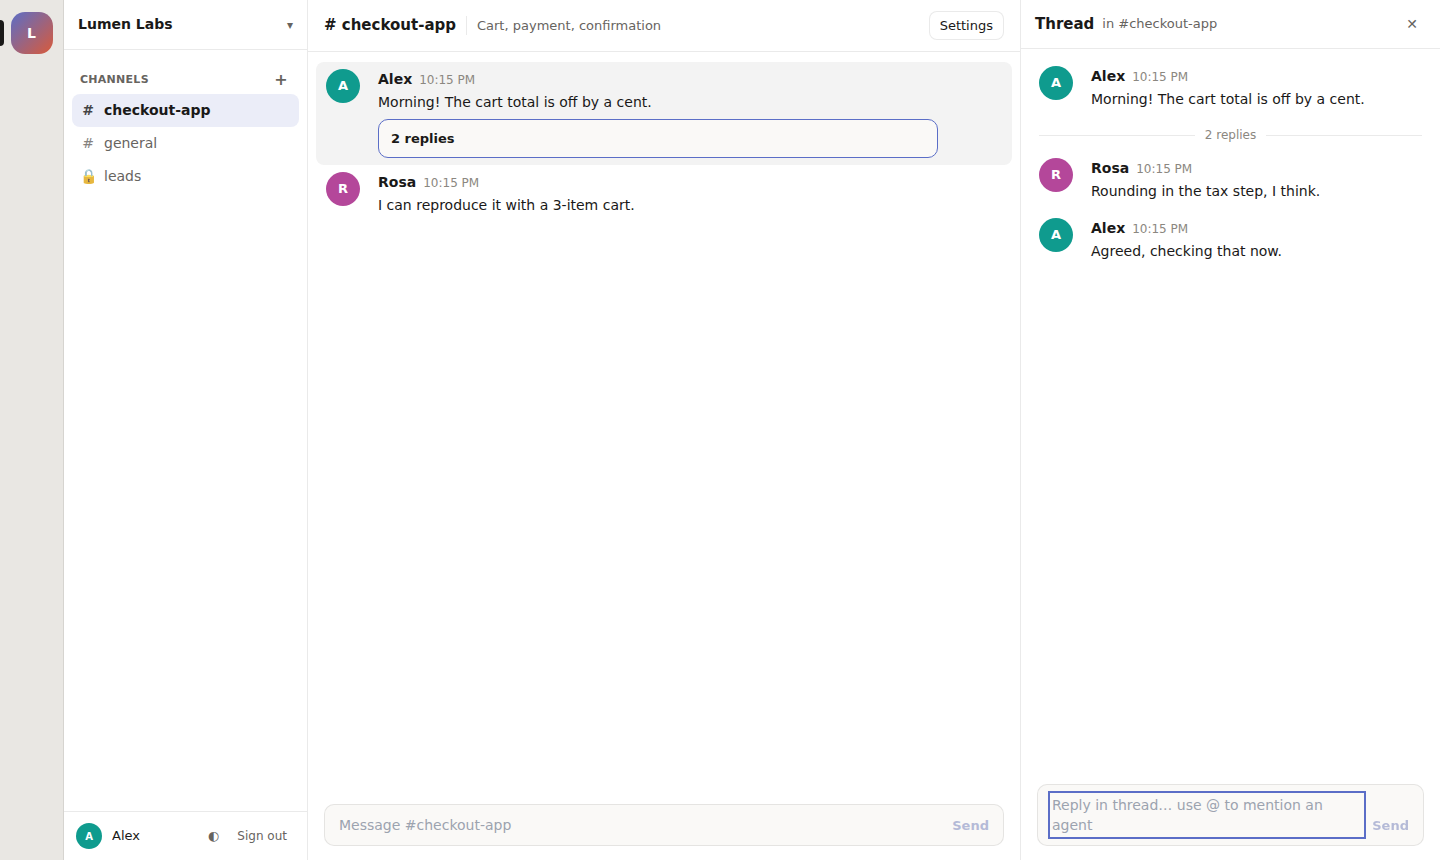 L
Lumen Labs ▾
CHANNELS +
# checkout-app
# general
leads
A Alex ◐ Sign out
# checkout-app Cart, payment, confirmation Settings
A
Alex 10:15 PM
Morning! The cart total is off by a cent.
2 replies
R
Rosa 10:15 PM
I can reproduce it with a 3-item cart.
Message #checkout-app Send
Thread in #checkout-app ✕
A
Alex 10:15 PM
Morning! The cart total is off by a cent.
2 replies
R
Rosa 10:15 PM
Rounding in the tax step, I think.
A
Alex 10:15 PM
Agreed, checking that now.
Reply in thread… use @ to mention an
agent Send